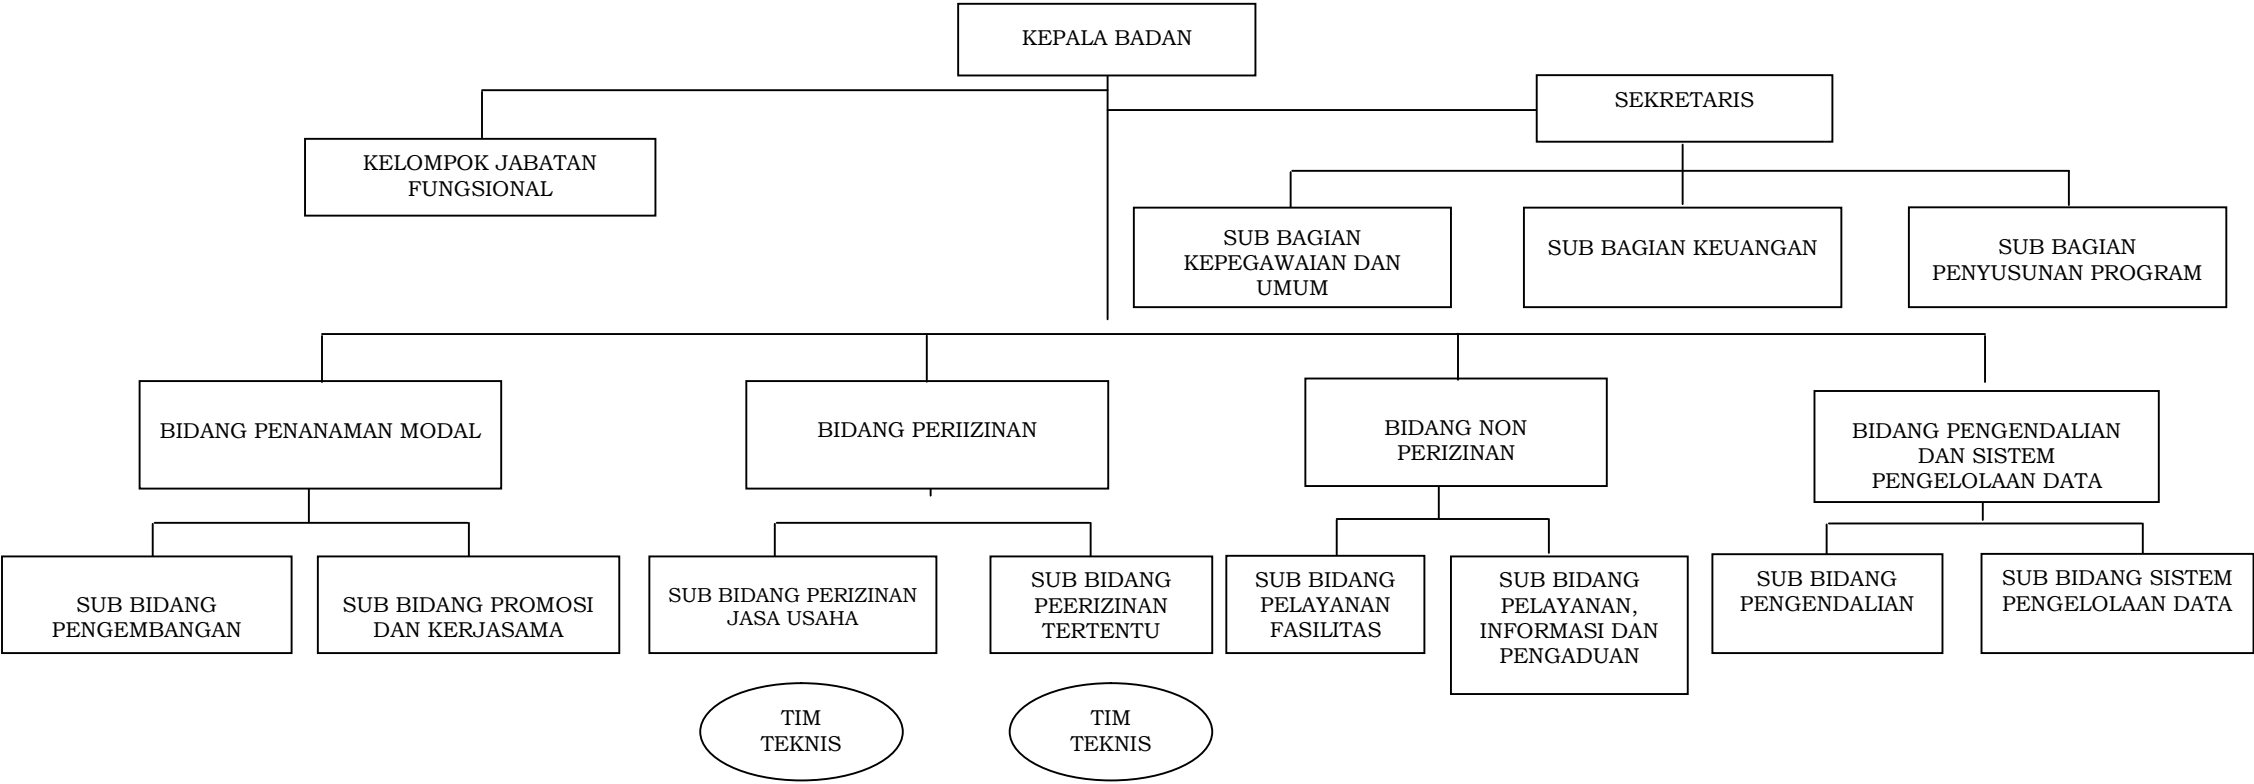 KEPALA BADAN
SEKRETARIS
KELOMPOK JABATAN
FUNGSIONAL
SUB BAGIAN
KEPEGAWAIAN DAN
UMUM
SUB BAGIAN KEUANGAN
SUB BAGIAN
PENYUSUNAN PROGRAM
BIDANG PENANAMAN MODAL
BIDANG PERIIZINAN
BIDANG NON
PERIZINAN
BIDANG PENGENDALIAN
DAN SISTEM
PENGELOLAAN DATA
SUB BIDANG
PENGEMBANGAN
SUB BIDANG PROMOSI
DAN KERJASAMA
SUB BIDANG PERIZINAN
JASA USAHA
SUB BIDANG
PEERIZINAN
TERTENTU
SUB BIDANG
PELAYANAN
FASILITAS
SUB BIDANG
PELAYANAN,
INFORMASI DAN
PENGADUAN
SUB BIDANG
PENGENDALIAN
SUB BIDANG SISTEM
PENGELOLAAN DATA
TIM
TEKNIS
TIM
TEKNIS